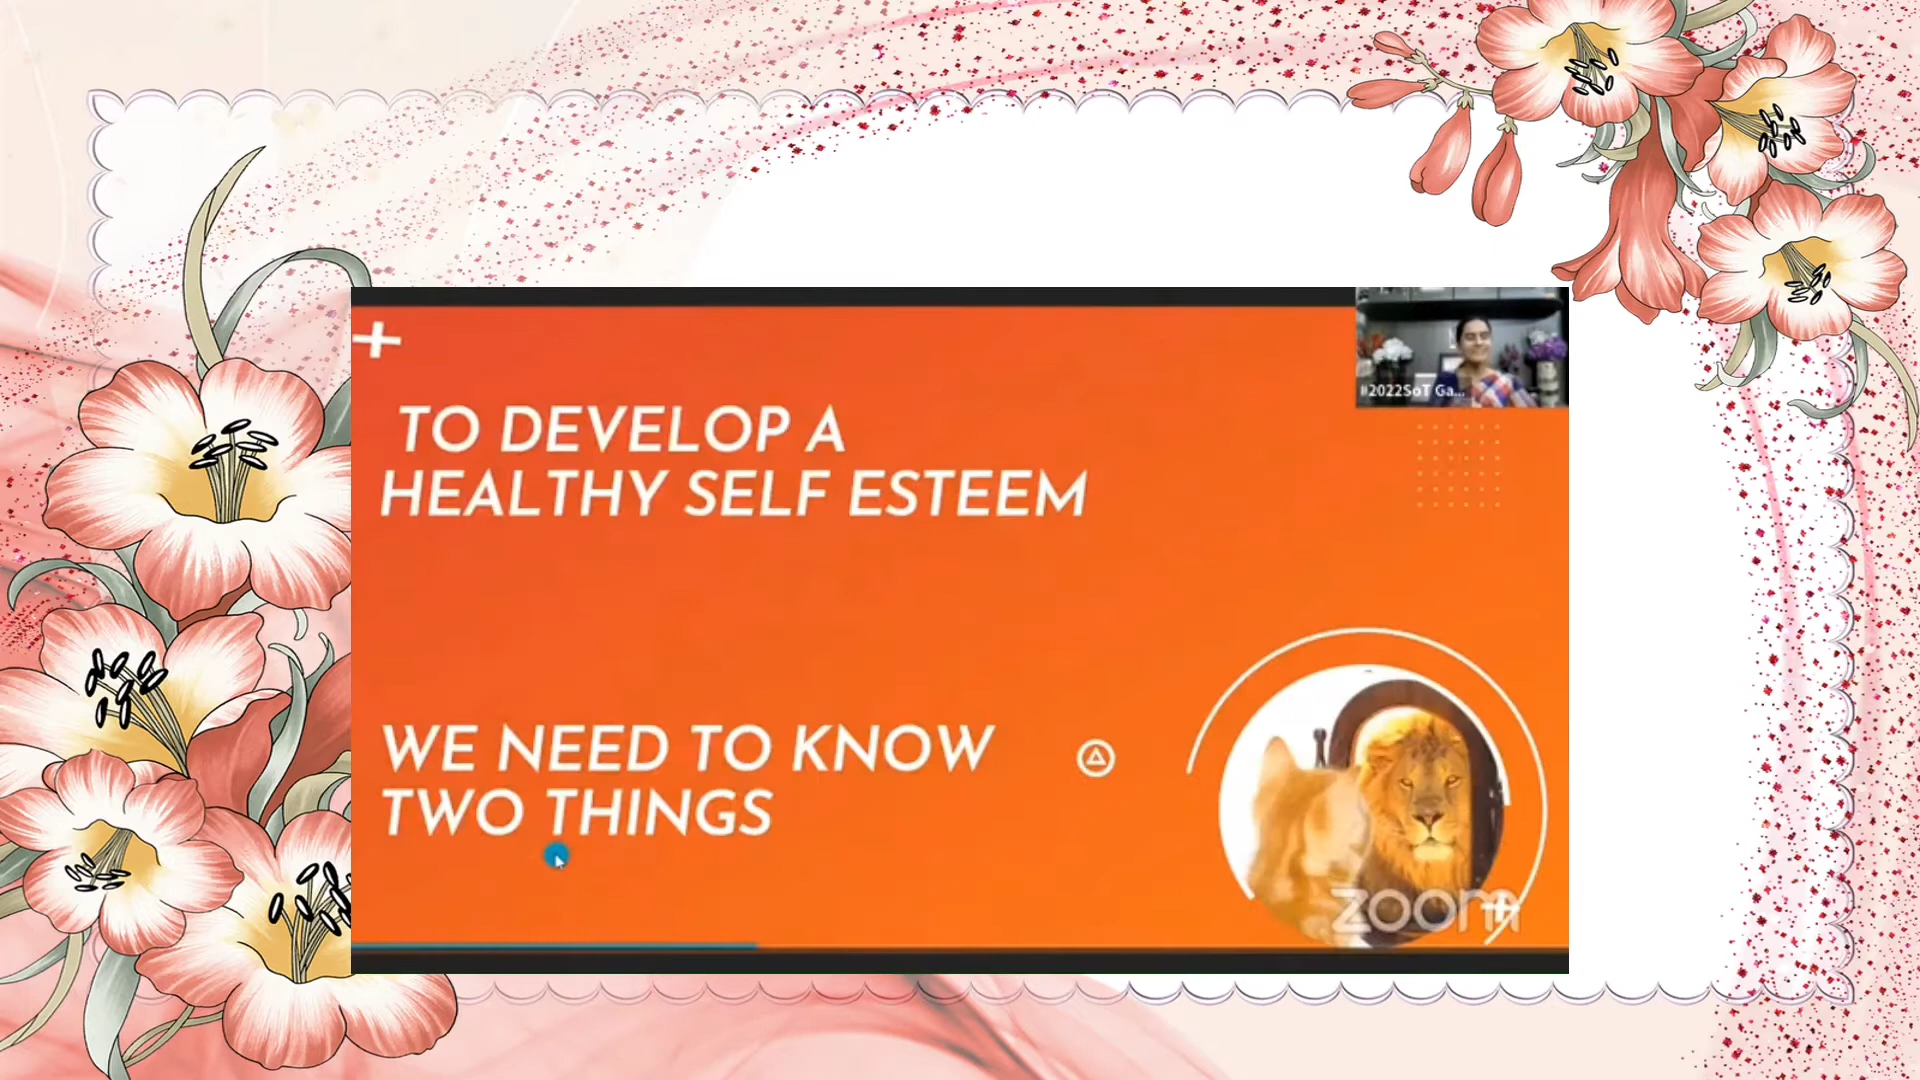 TO DEVELOP A
HEALTHY SELF ESTEEM
WE NEED TO KNOW
TWO THINGS
#2022SoT Ga...
zoom